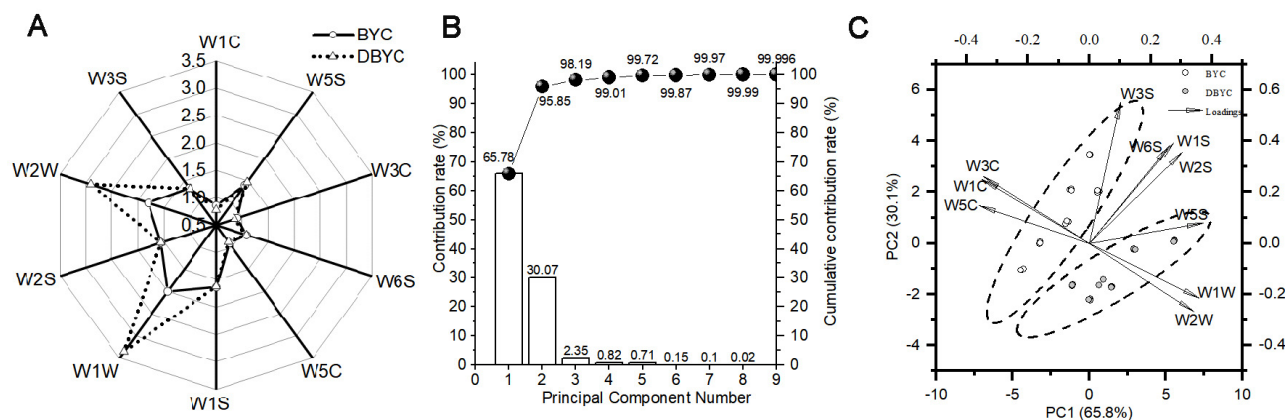 A
BYC
DBYC
W1C
W5S
W3C
W6S
W5C
W1S
W1W
W2S
W2W
W3S
3.5
3.0
2.5
2.0
1.5
1.0
0.5
B
Contribution rate (%)
100
90
80
70
60
50
40
30
20
10
0
65.78
95.85
98.19
99.01
99.72
99.87
99.97
99.99
99.996
30.07
2.35
0.82
0.71
0.15
0.1
0.02
0 1 2 3 4 5 6 7 8 9
Principal Component Number
100
90
80
70
60
50
40
30
20
10
0
Cumulative contribution rate (%)
C
-0.4 -0.2 0.0 0.2 0.4
BYC
DBYC
Loadings
W3S
W6S
W1S
W2S
W3C
W1C
W5C
W5S
W1W
W2W
PC2 (30.1%)
6
4
2
0
-2
-4
0.6
0.4
0.2
0.0
-0.2
-0.4
-10 -5 0 5 10
PC1 (65.8%)